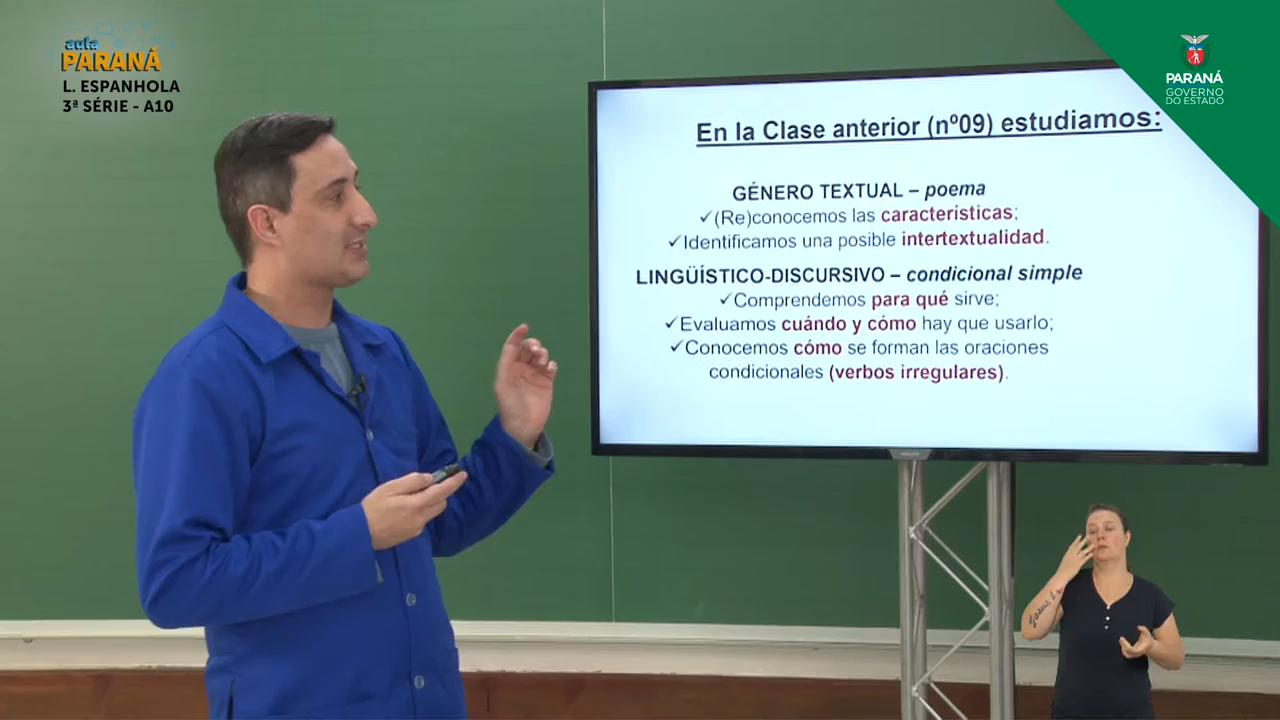 aula
PARANÁ
L. ESPANHOLA
3ª SÉRIE - A10
PARANÁ
GOVERNO
DO ESTADO
En la Clase anterior (nº09) estudiamos:
GÉNERO TEXTUAL – poema
✓(Re)conocemos las características;
✓Identificamos una posible intertextualidad.
LINGÜÍSTICO-DISCURSIVO – condicional simple
✓Comprendemos para qué sirve;
✓Evaluamos cuándo y cómo hay que usarlo;
✓Conocemos cómo se forman las oraciones
condicionales (verbos irregulares).
PHILIPS